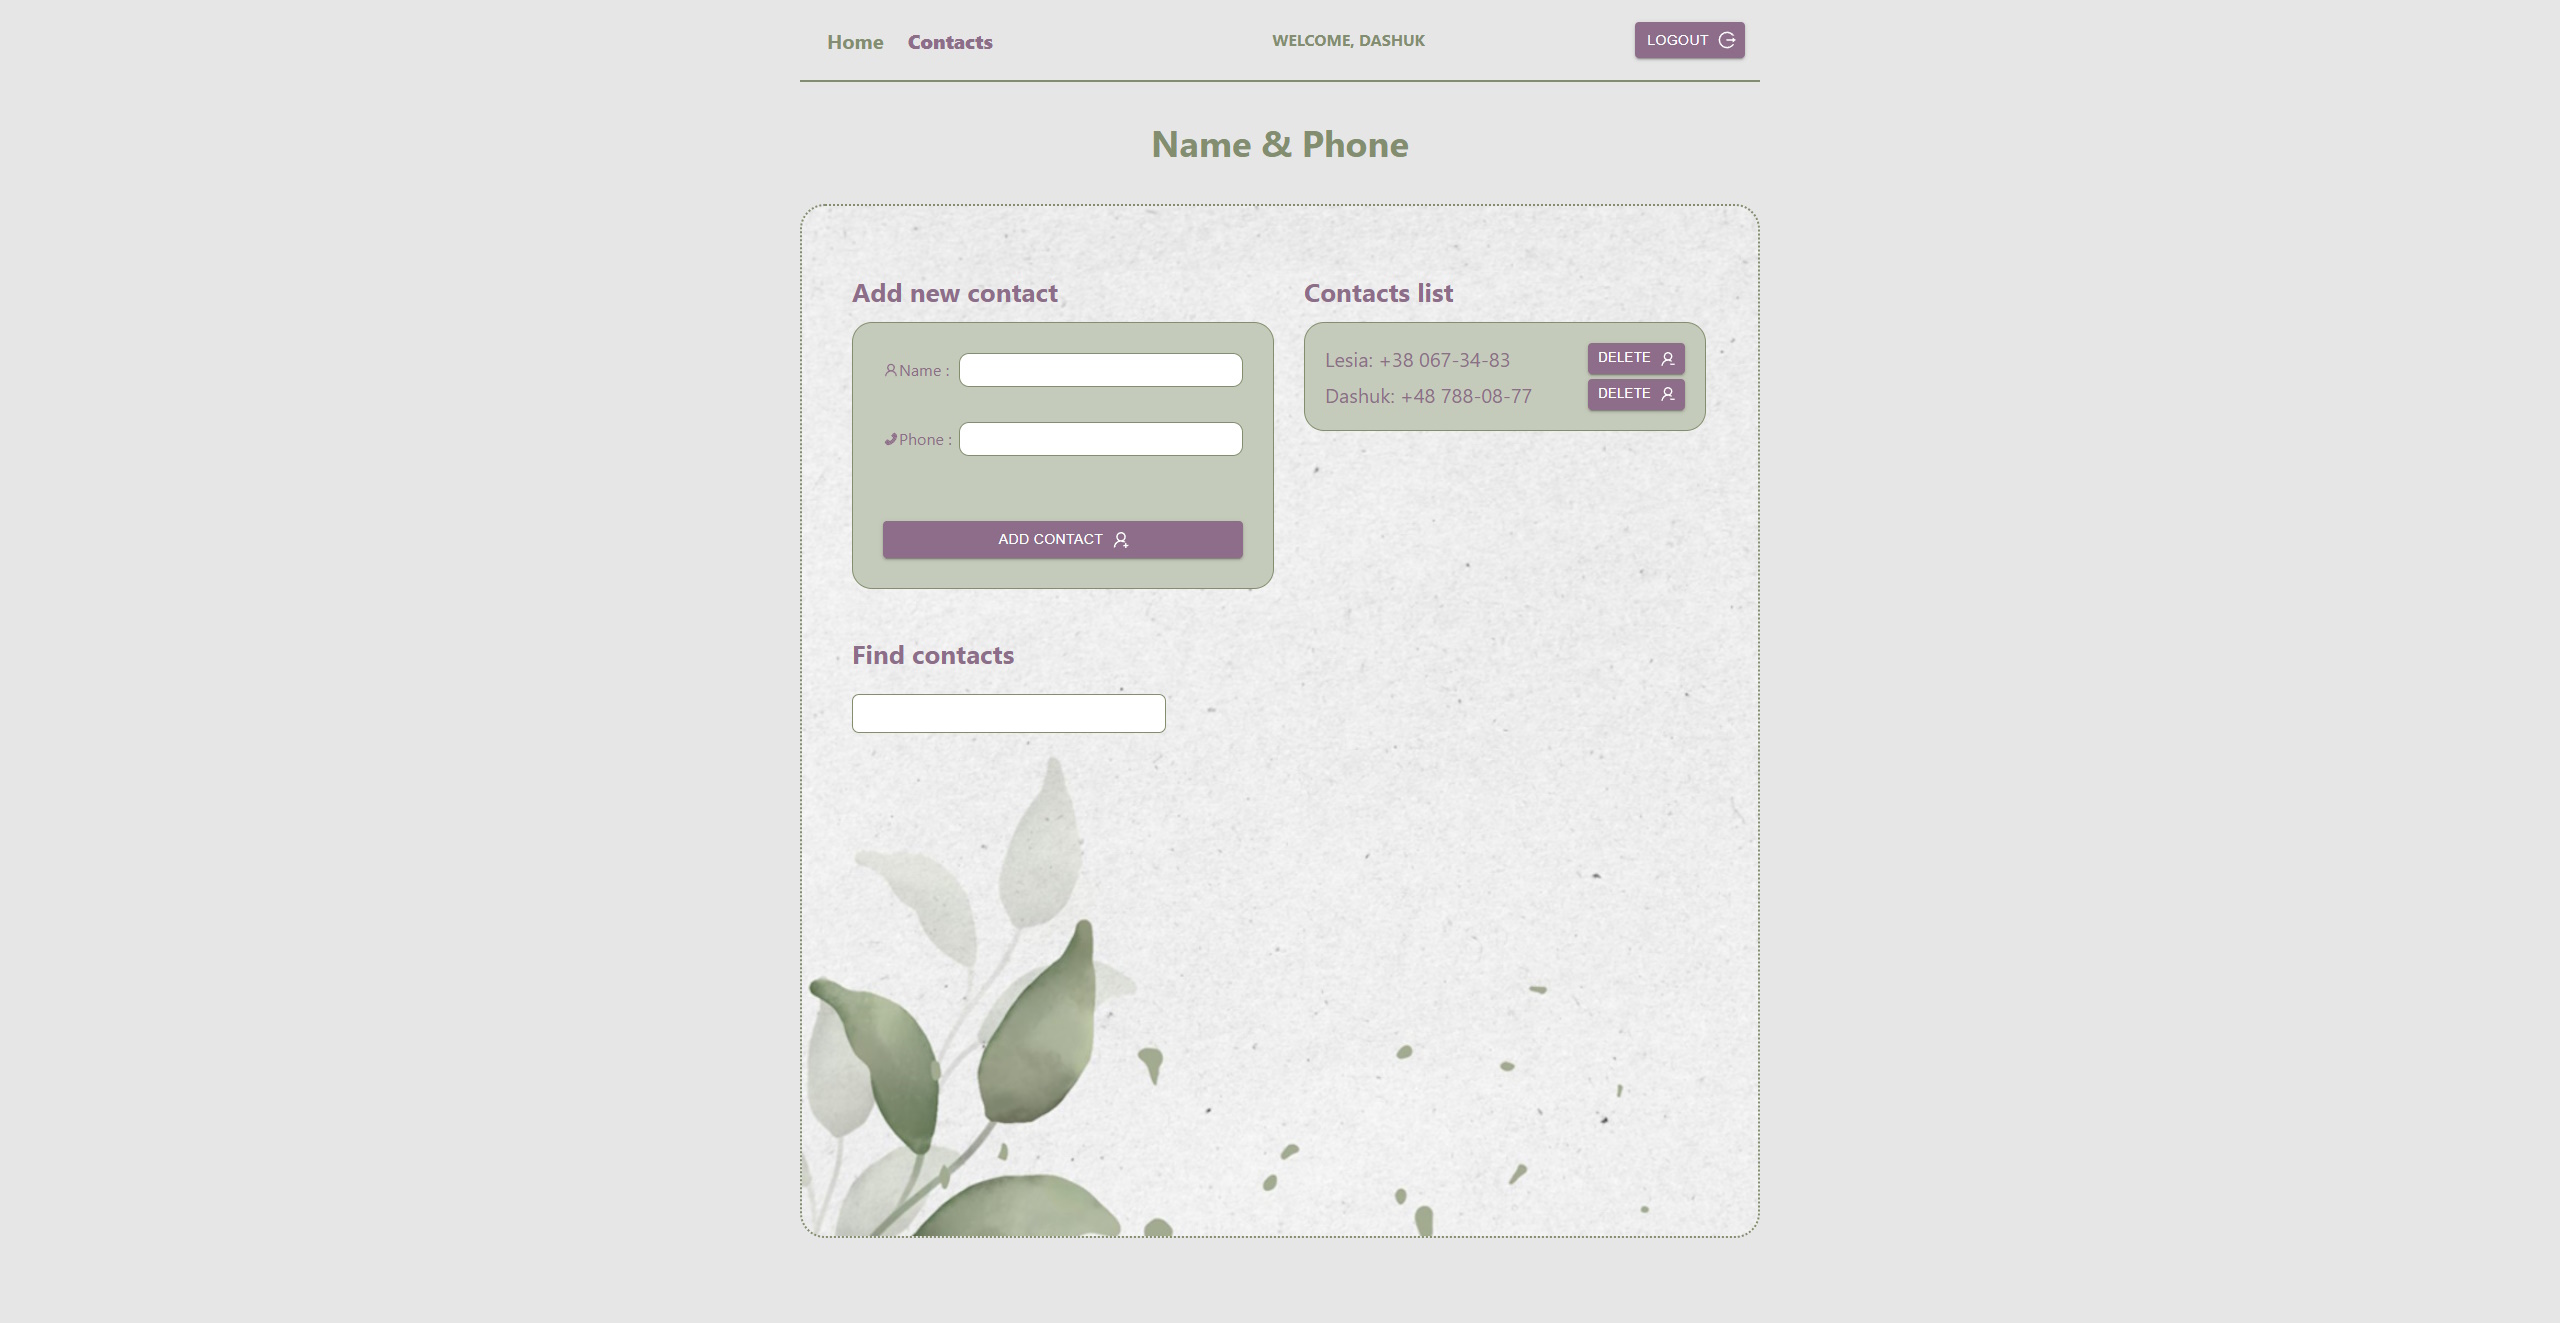 Home Contacts WELCOME, DASHUK LOGOUT
Name & Phone
Add new contact
Name :
Phone :
ADD CONTACT
Find contacts
Contacts list
Lesia: +38 067-34-83 DELETE
Dashuk: +48 788-08-77 DELETE